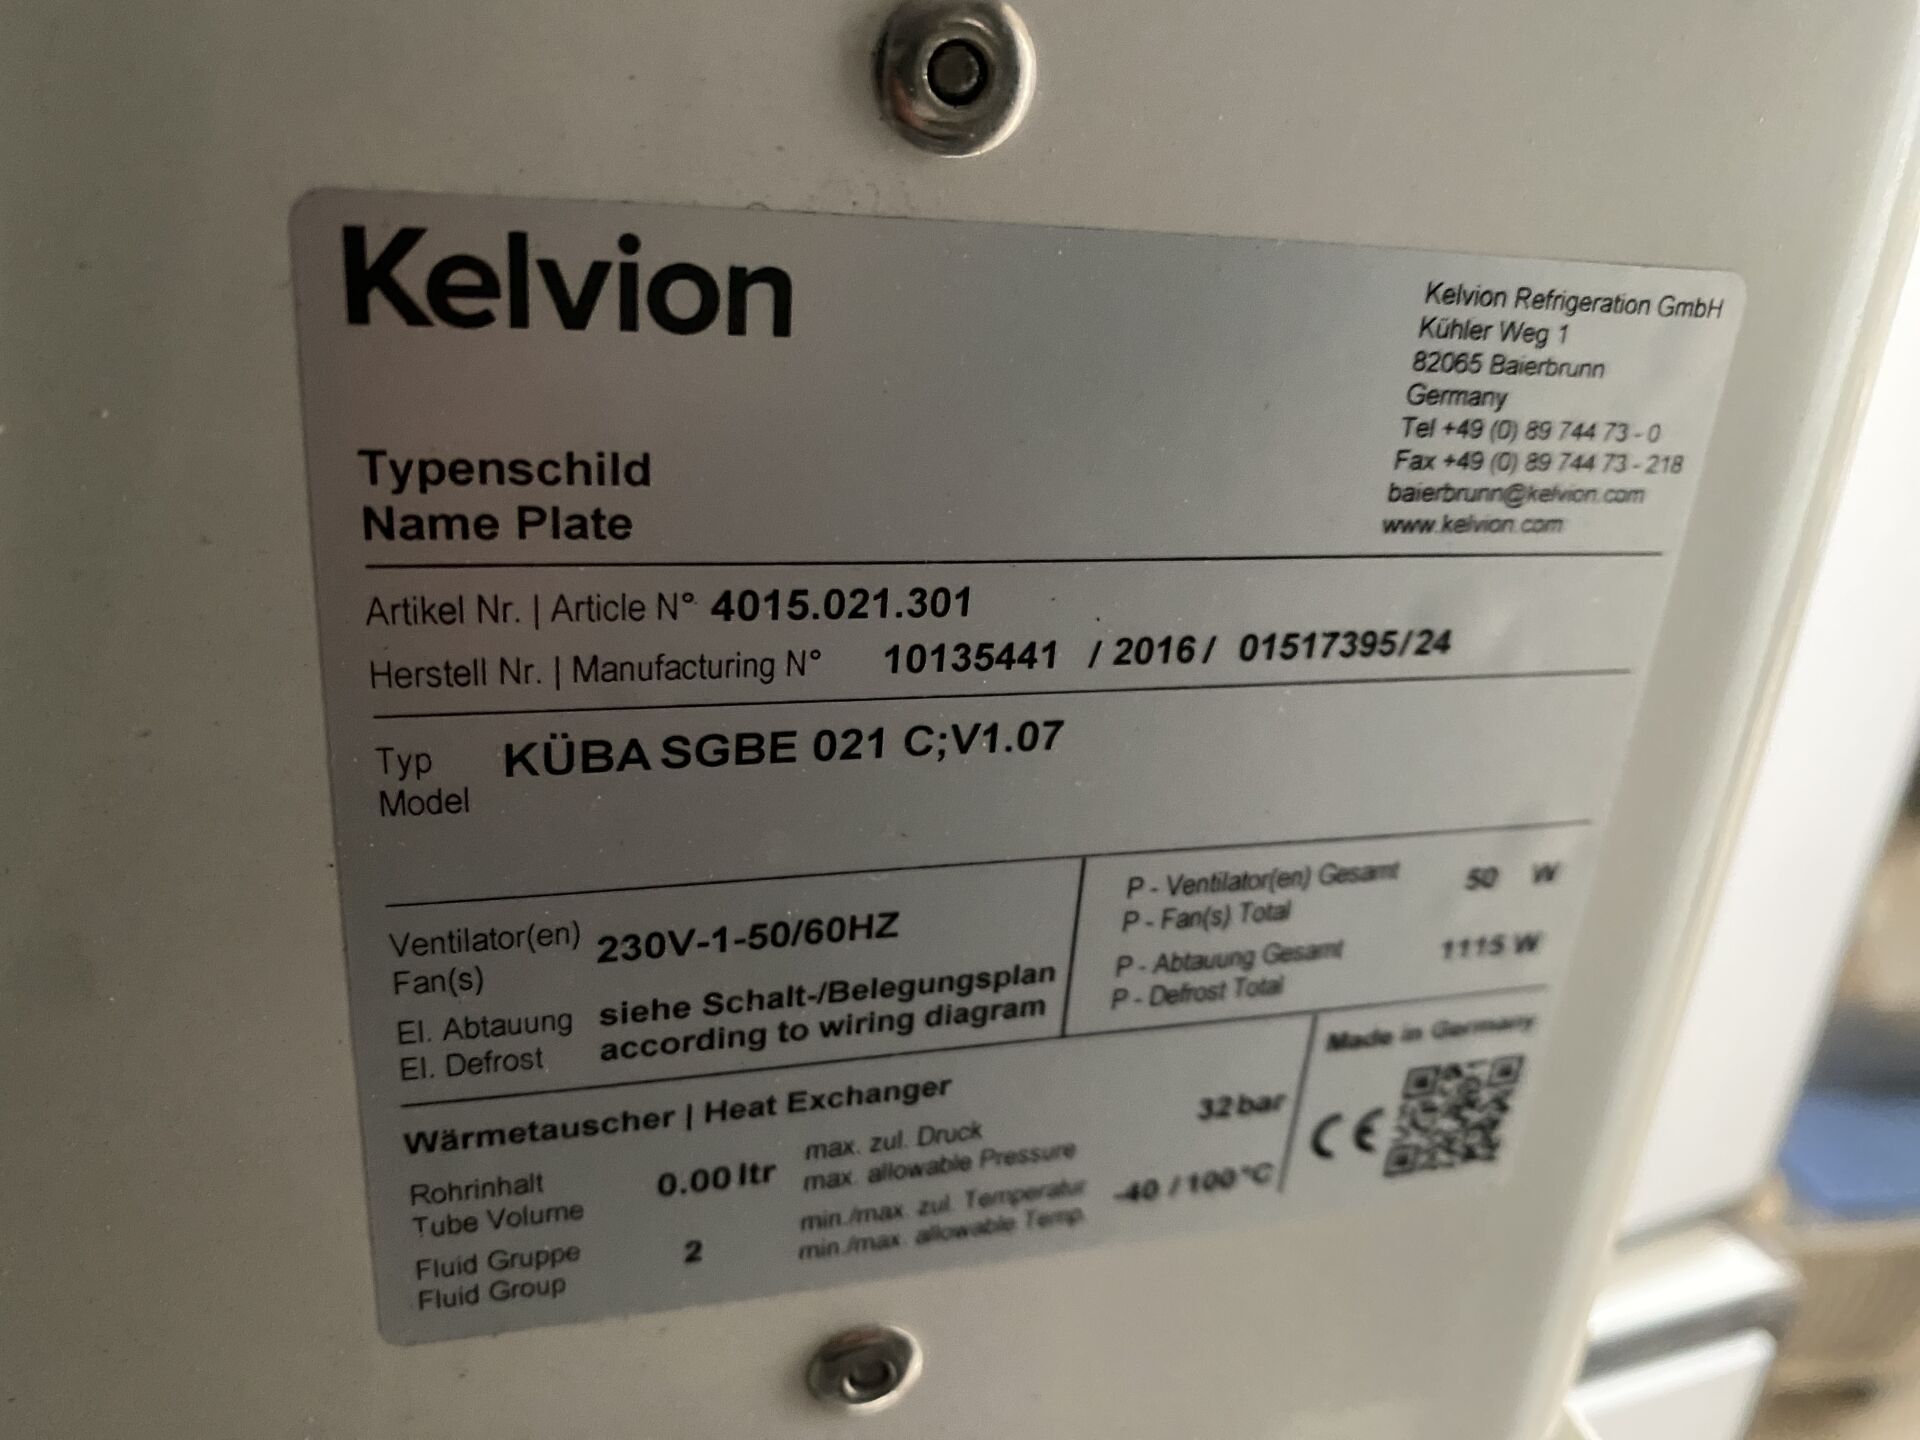 Kelvion
Kelvion Refrigeration GmbH
Kühler Weg 1
82065 Baierbrunn
Germany
Tel +49 (0) 89 744 73 - 0
Fax +49 (0) 89 744 73 - 218
baierbrunn@kelvion.com
www.kelvion.com
Typenschild
Name Plate
Artikel Nr. | Article N° 4015.021.301
Herstell Nr. | Manufacturing N° 10135441 / 2016 / 01517395/24
Typ KÜBA SGBE 021 C;V1.07
Model
Ventilator(en) 230V-1-50/60HZ
Fan(s)
El. Abtauung siehe Schalt-/Belegungsplan
El. Defrost according to wiring diagram
P - Ventilator(en) Gesamt 50 W
P - Fan(s) Total
P - Abtauung Gesamt 1115 W
P - Defrost Total
Wärmetauscher | Heat Exchanger
Rohrinhalt 0.00 ltr
Tube Volume
Fluid Gruppe 2
Fluid Group
max. zul. Druck 32 bar
max. allowable Pressure
min./max. zul. Temperatur -40 / 100 °C
min./max. allowable Temp.
Made in Germany
CE